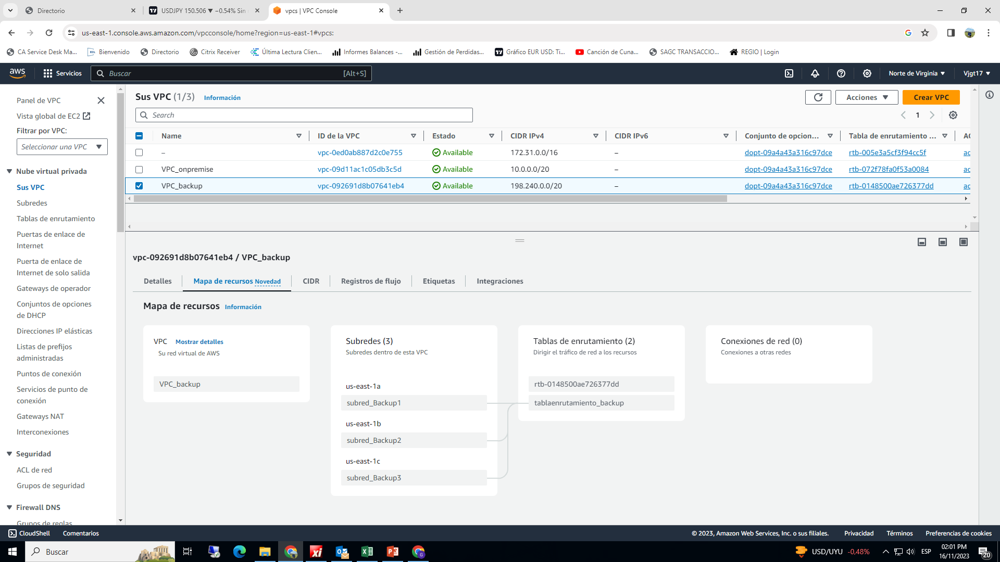 Directorio
USDJPY 150.506 ▼ −0.54% Sin
vpcs | VPC Console
us-east-1.console.aws.amazon.com/vpcconsole/home?region=us-east-1#vpcs:
CA Service Desk Ma...
Bienvenido
Directorio
Citrix Receiver
Última Lectura Clien...
Informes Balances -...
Gestión de Perdidas...
Gráfico EUR USD: Ti...
Canción de Cuna...
SAGC TRANSACCIO...
REGIO | Login
aws
Servicios
Buscar
[Alt+S]
Norte de Virginia ▼
Vjgt17 ▼
Panel de VPC
Vista global de EC2
Filtrar por VPC:
Seleccionar una VPC
Nube virtual privada
Sus VPC
Subredes
Tablas de enrutamiento
Puertas de enlace de
Internet
Puerta de enlace de
Internet de solo salida
Gateways de operador
Conjuntos de opciones
de DHCP
Direcciones IP elásticas
Listas de prefijos
administradas
Puntos de conexión
Servicios de punto de
conexión
Gateways NAT
Interconexiones
Seguridad
ACL de red
Grupos de seguridad
Firewall DNS
Grupos de reglas
Sus VPC (1/3) Información
Acciones ▼
Crear VPC
Search
1
Name
ID de la VPC
Estado
CIDR IPv4
CIDR IPv6
Conjunto de opcion...
Tabla de enrutamiento ...
AC
– vpc-0ed0ab887d2c0e755 Available 172.31.0.0/16 – dopt-09a4a43a316c97dce rtb-005e3a5cf3f94cc5f ac
VPC_onpremise vpc-09d11ac1c05db3c5d Available 10.0.0.0/20 – dopt-09a4a43a316c97dce rtb-072f78fa0f53a0084 ac
VPC_backup vpc-092691d8b07641eb4 Available 198.240.0.0/20 – dopt-09a4a43a316c97dce rtb-0148500ae726377dd ac
vpc-092691d8b07641eb4 / VPC_backup
Detalles
Mapa de recursos Novedad
CIDR
Registros de flujo
Etiquetas
Integraciones
Mapa de recursos Información
VPC Mostrar detalles
Su red virtual de AWS
VPC_backup
Subredes (3)
Subredes dentro de esta VPC
us-east-1a
subred_Backup1
us-east-1b
subred_Backup2
us-east-1c
subred_Backup3
Tablas de enrutamiento (2)
Dirigir el tráfico de red a los recursos
rtb-0148500ae726377dd
tablaenrutamiento_backup
Conexiones de red (0)
Conexiones a otras redes
CloudShell
Comentarios
© 2023, Amazon Web Services, Inc. o sus filiales.
Privacidad
Términos
Preferencias de cookies
Buscar
USD/UYU -0,48%
ESP
02:01 PM
16/11/2023
20